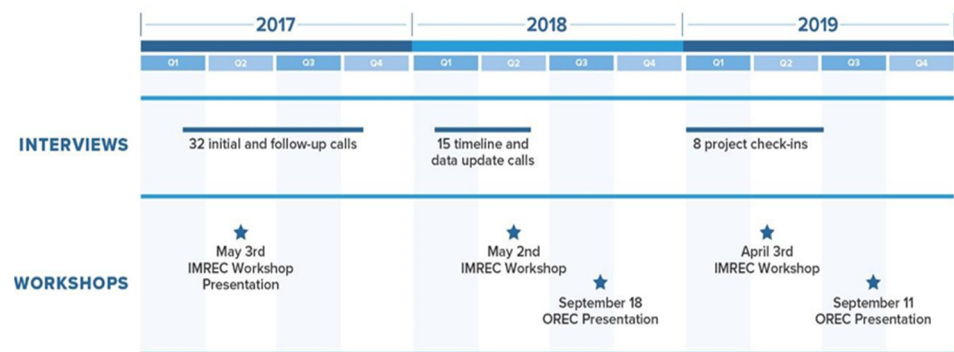 2017 2018 2019
Q1 Q2 Q3 Q4 Q1 Q2 Q3 Q4 Q1 Q2 Q3 Q4
INTERVIEWS
32 initial and follow-up calls
15 timeline and
data update calls
8 project check-ins
WORKSHOPS
May 3rd
IMREC Workshop
Presentation
May 2nd
IMREC Workshop
September 18
OREC Presentation
April 3rd
IMREC Workshop
September 11
OREC Presentation